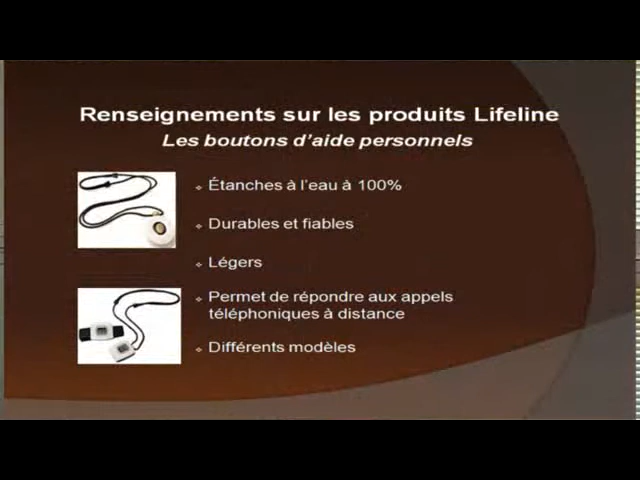 Renseignements sur les produits Lifeline
Les boutons d'aide personnels
Étanches à l'eau à 100%
Durables et fiables
Légers
Permet de répondre aux appels
téléphoniques à distance
Différents modèles